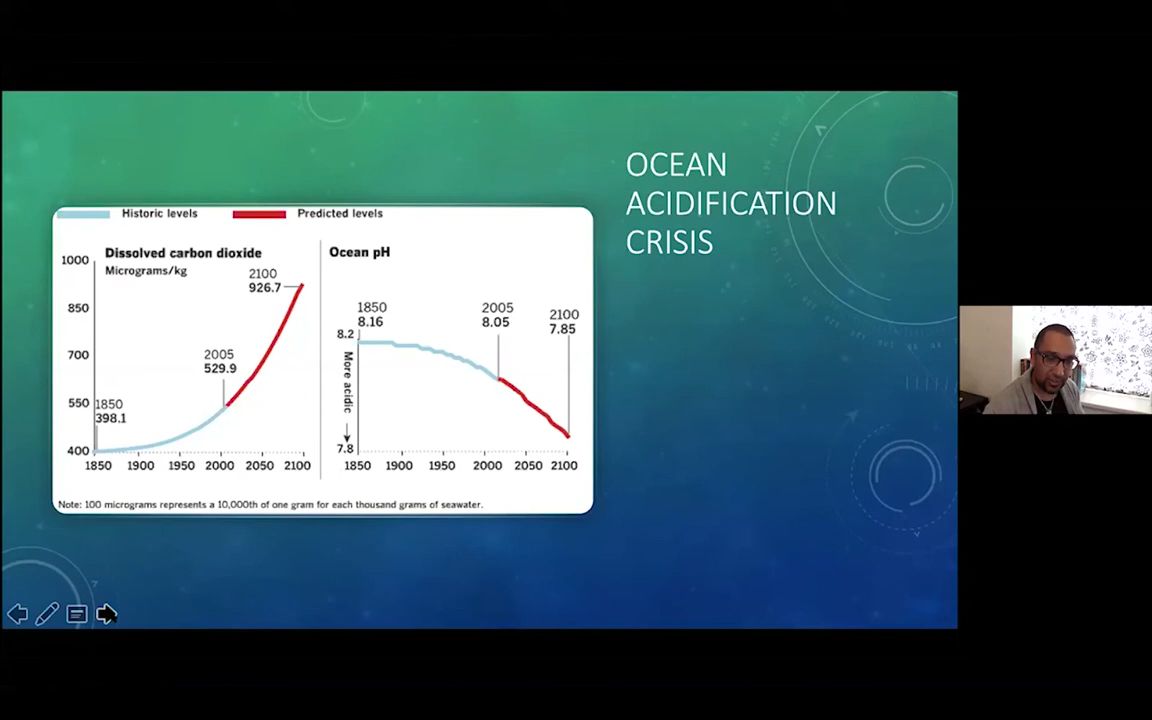 OCEAN
ACIDIFICATION
CRISIS
Historic levels
Predicted levels
Dissolved carbon dioxide
Micrograms/kg
1000
850
700
550
400
1850
398.1
2005
529.9
2100
926.7
1850 1900 1950 2000 2050 2100
Ocean pH
8.2
More acidic
7.8
1850
8.16
2005
8.05
2100
7.85
1850 1900 1950 2000 2050 2100
Note: 100 micrograms represents a 10,000th of one gram for each thousand grams of seawater.